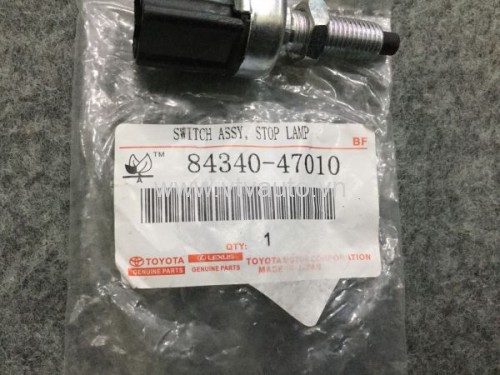 SWITCH ASSY, STOP LAMP
BF
TM
84340-47010
QTY: 1
TOYOTA
GENUINE PARTS
LEXUS
GENUINE PARTS
TOYOTA MOTOR CORPORATION
MADE IN JAPAN